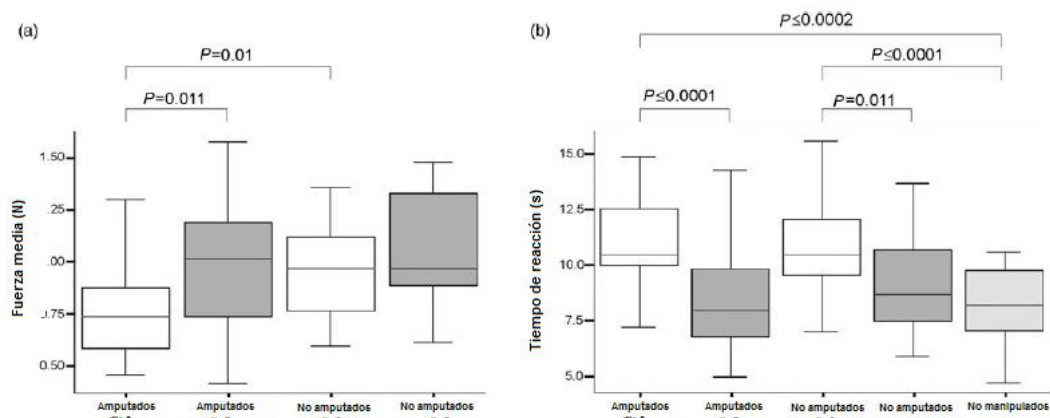 (a)
P=0.01
P=0.011
Fuerza media (N)
1.50
.25
.00
.75
0.50
Amputados
Amputados
No amputados
No amputados
(b)
P≤0.0002
P≤0.0001
P≤0.0001
P=0.011
Tiempo de reacción (s)
15.0
12.5
10.0
7.5
5.0
Amputados
Amputados
No amputados
No amputados
No manipulados